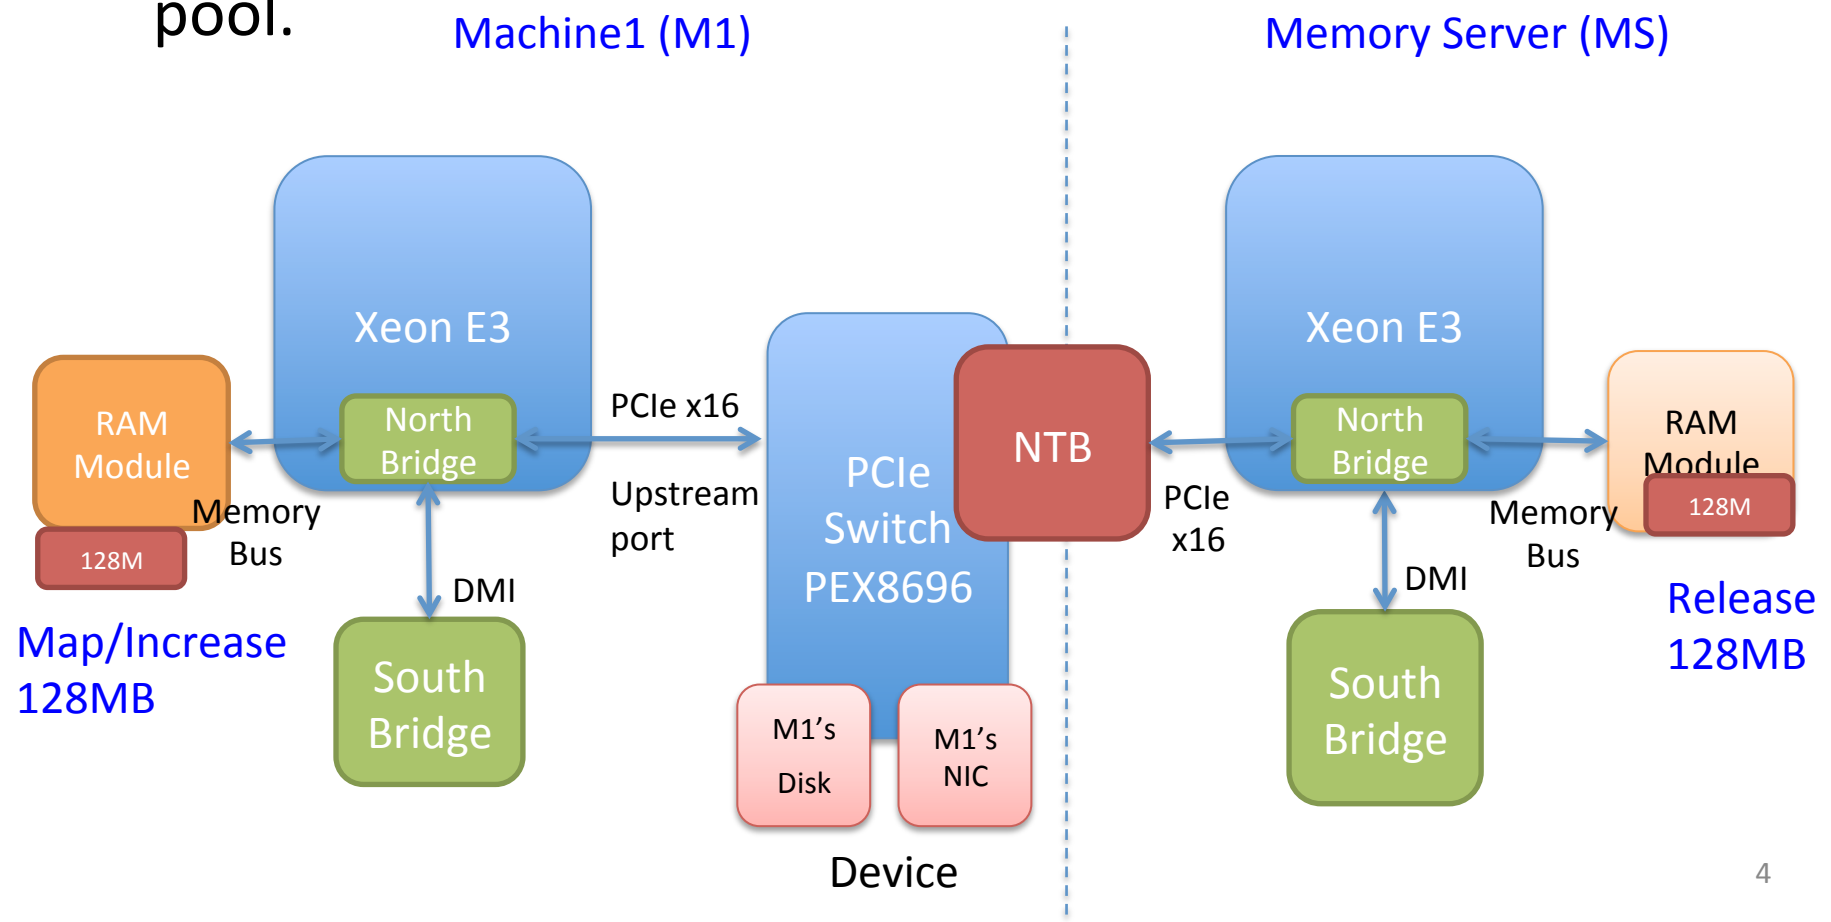 pool.
Machine1 (M1)
Memory Server (MS)
Xeon E3
North
Bridge
RAM
Module
128M
Memory
Bus
Map/Increase
128MB
DMI
South
Bridge
PCIe x16
Upstream
port
PCIe
Switch
PEX8696
NTB
M1's
Disk
M1's
NIC
Device
PCIe
x16
Xeon E3
North
Bridge
DMI
South
Bridge
Memory
Bus
RAM
Module
128M
Release
128MB
4